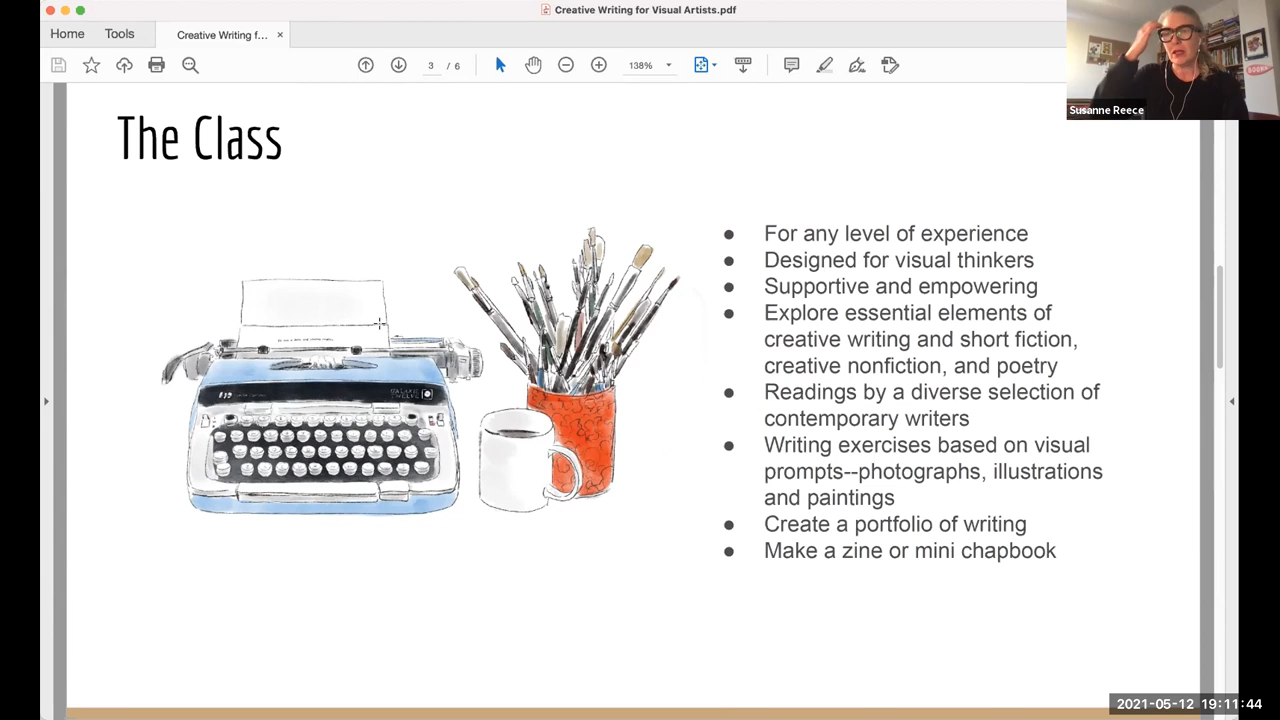 Creative Writing for Visual Artists.pdf
Home
Tools
Creative Writing f...
×
3 / 6
138%
Susanne Reece
The Class
GALAXIE
TWELVE
● For any level of experience
● Designed for visual thinkers
● Supportive and empowering
● Explore essential elements of
creative writing and short fiction,
creative nonfiction, and poetry
● Readings by a diverse selection of
contemporary writers
● Writing exercises based on visual
prompts--photographs, illustrations
and paintings
● Create a portfolio of writing
● Make a zine or mini chapbook
2021-05-12 19:11:44